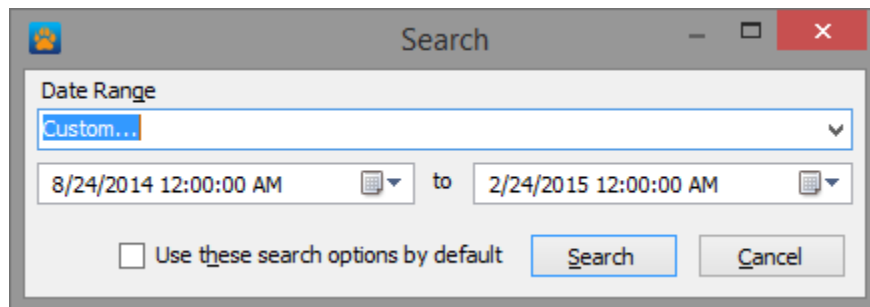 Search
Date Range
Custom...
8/24/2014 12:00:00 AM to 2/24/2015 12:00:00 AM
Use these search options by default Search Cancel